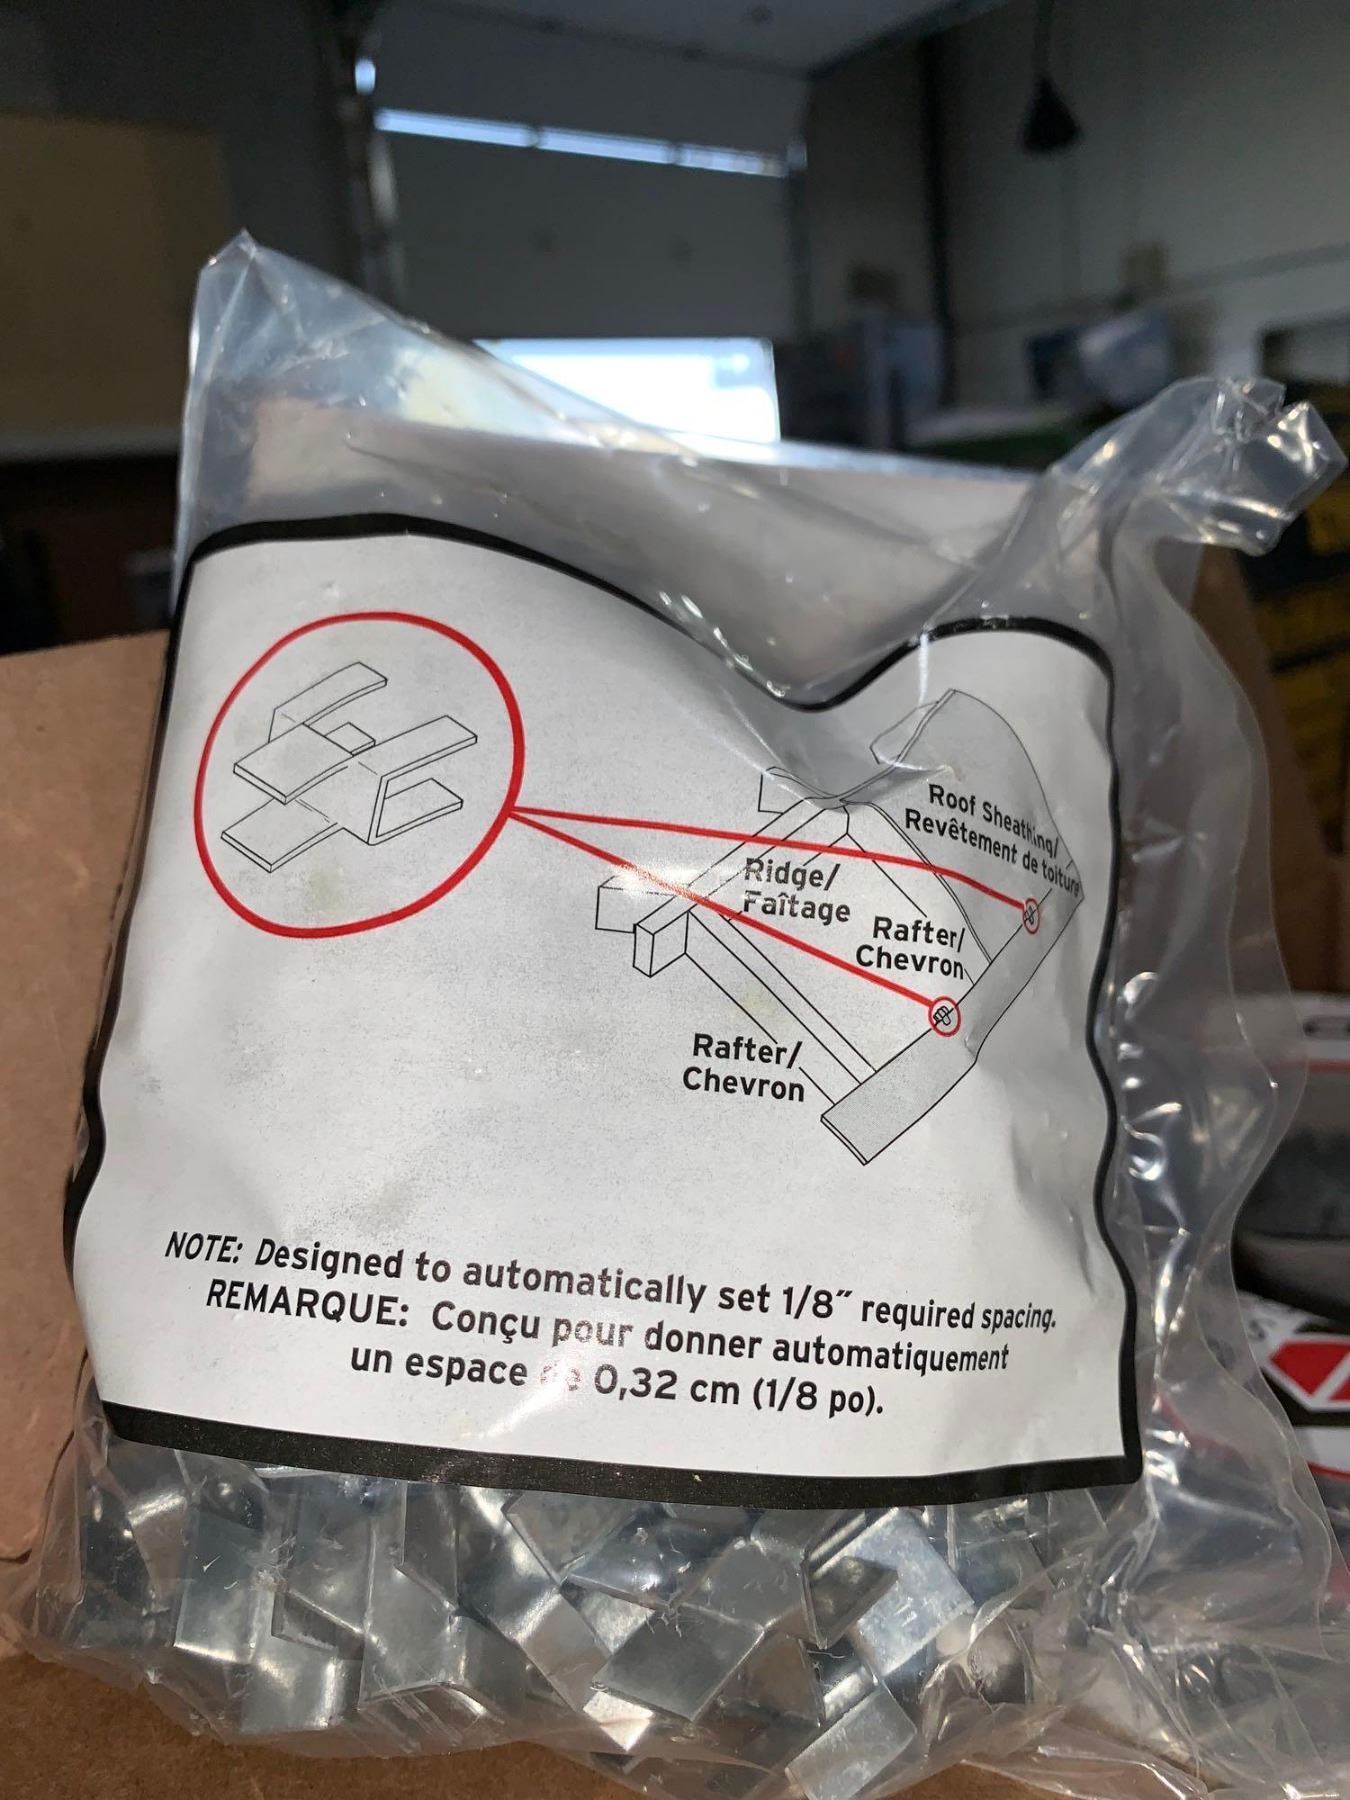 Roof Sheathing/
Revêtement de toiture
Ridge/
Faîtage
Rafter/
Chevron
Rafter/
Chevron
NOTE: Designed to automatically set 1/8″ required spacing.
REMARQUE: Conçu pour donner automatiquement
un espace de 0,32 cm (1/8 po).